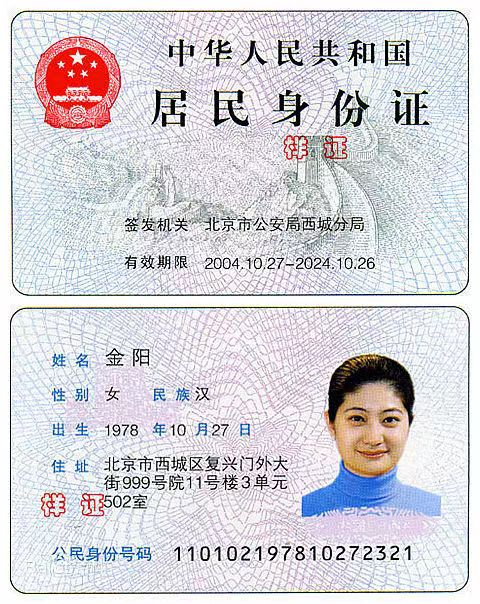 中华人民共和国
居民身份证
样 证
签发机关 北京市公安局西城分局
有效期限 2004.10.27-2024.10.26
姓名 金阳
性别 女 民族 汉
出生 1978 年 10 月 27 日
住址 北京市西城区复兴门外大
街999号院11号楼3单元
502室
样 证
公民身份号码 110102197810272321